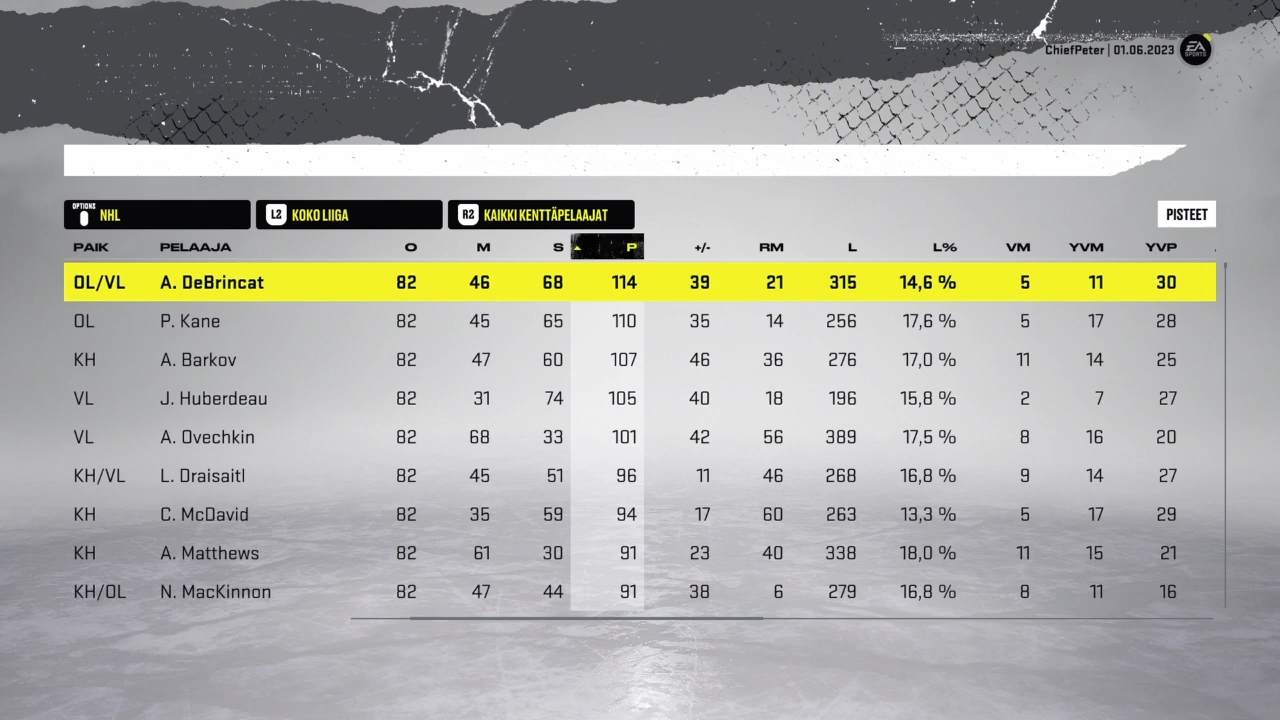 ChiefPeter | 01.06.2023 EA SPORTS
OPTIONS NHL L2 KOKO LIIGA R2 KAIKKI KENTTÄPELAAJAT PISTEET
PAIK PELAAJA O M S P +/- RM L L% VM YVM YVP
OL/VL A. DeBrincat 82 46 68 114 39 21 315 14,6 % 5 11 30
OL P. Kane 82 45 65 110 35 14 256 17,6 % 5 17 28
KH A. Barkov 82 47 60 107 46 36 276 17,0 % 11 14 25
VL J. Huberdeau 82 31 74 105 40 18 196 15,8 % 2 7 27
VL A. Ovechkin 82 68 33 101 42 56 389 17,5 % 8 16 20
KH/VL L. Draisaitl 82 45 51 96 11 46 268 16,8 % 9 14 27
KH C. McDavid 82 35 59 94 17 60 263 13,3 % 5 17 29
KH A. Matthews 82 61 30 91 23 40 338 18,0 % 11 15 21
KH/OL N. MacKinnon 82 47 44 91 38 6 279 16,8 % 8 11 16